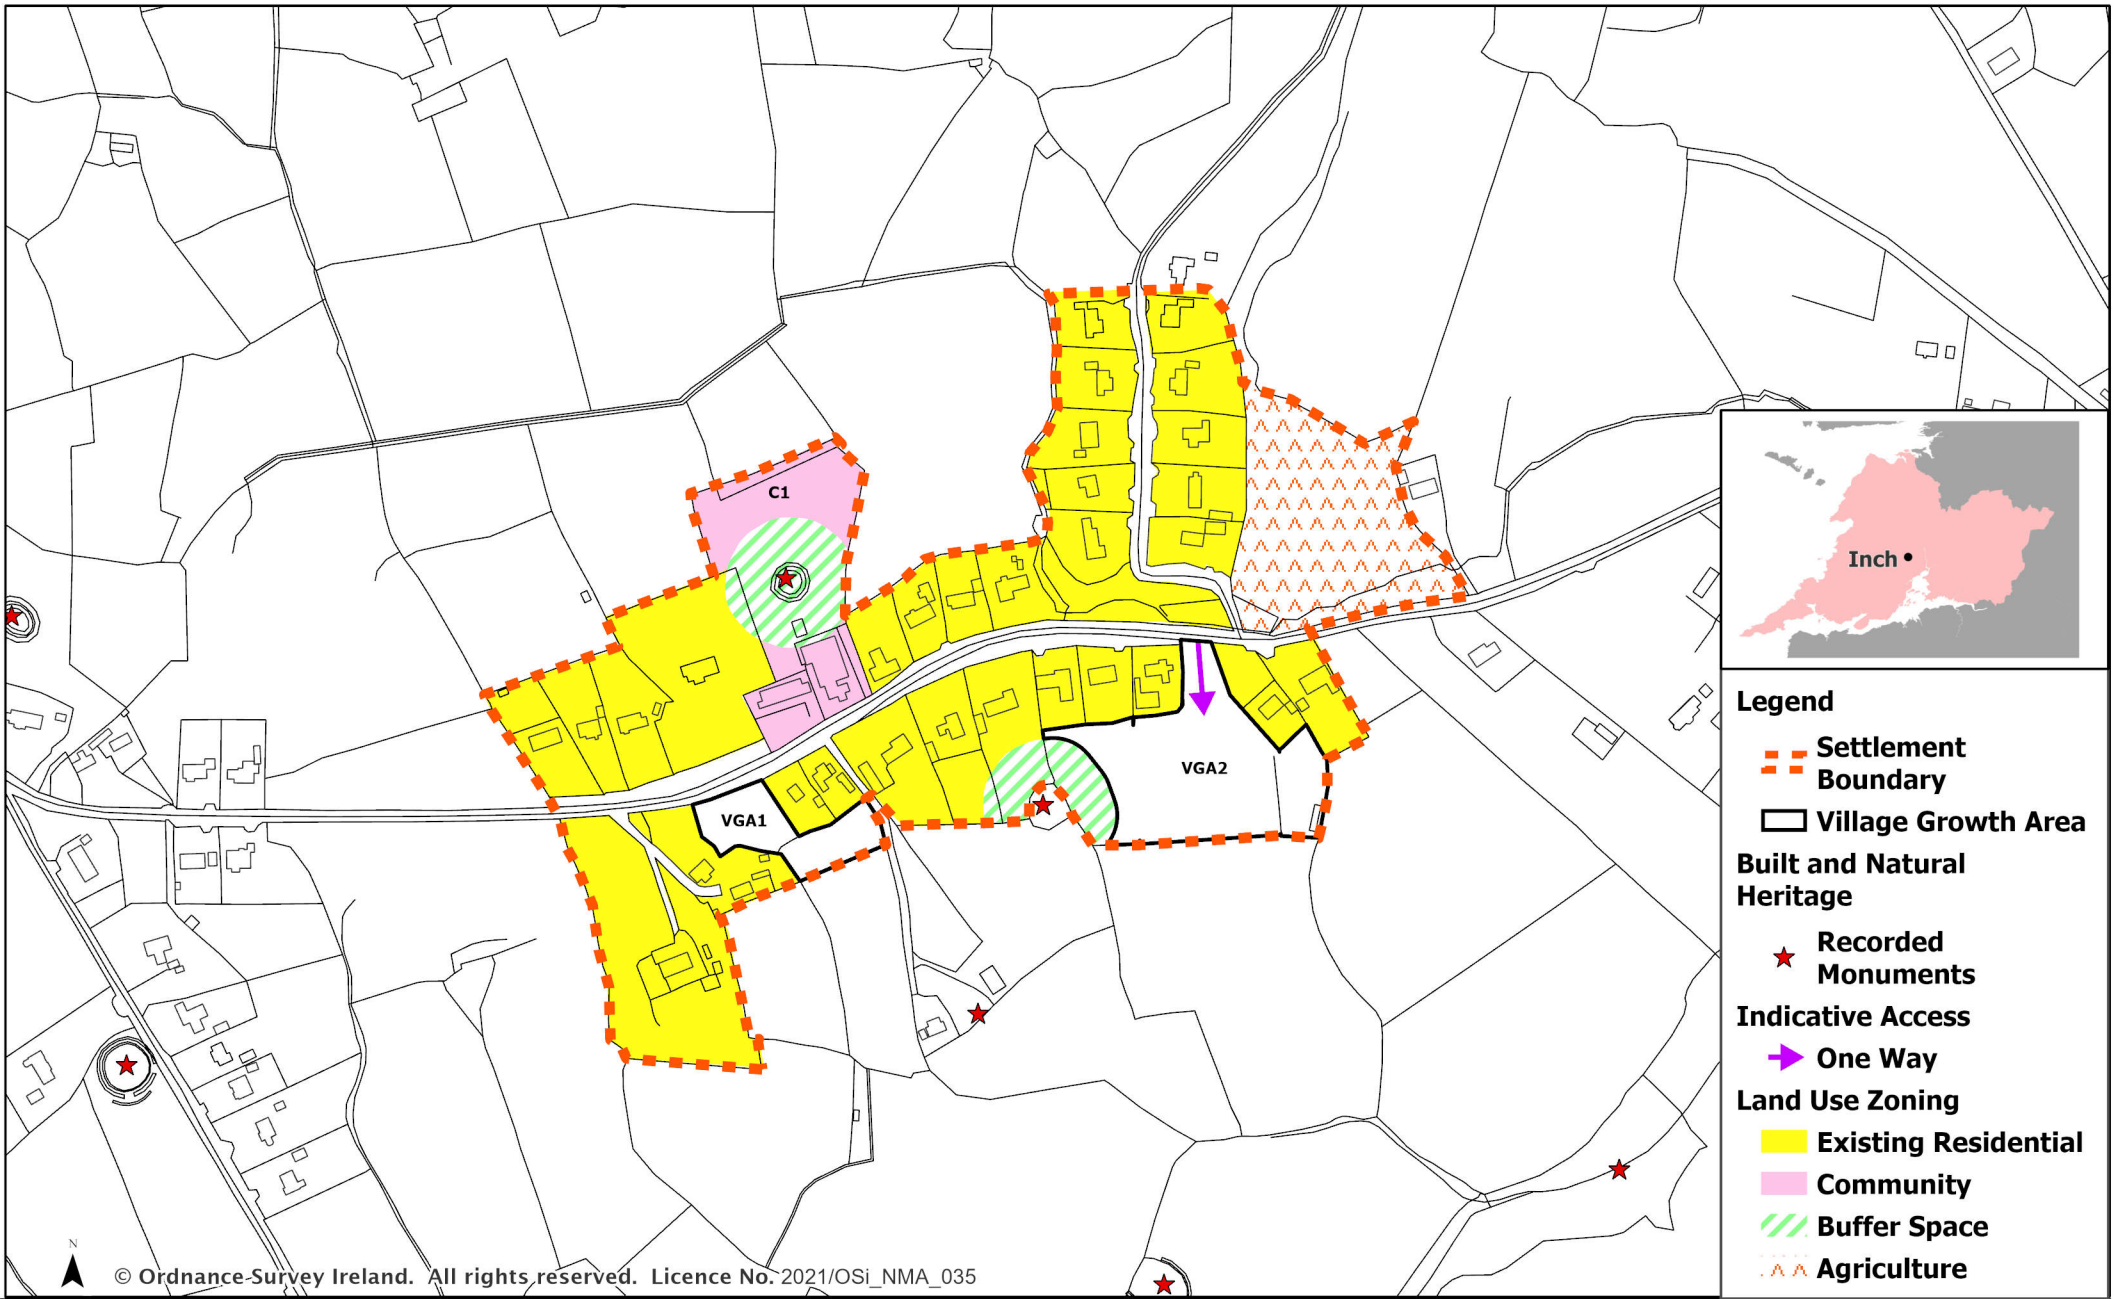 C1
VGA1
VGA2
Inch
Legend
Settlement
Boundary
Village Growth Area
Built and Natural
Heritage
Recorded
Monuments
Indicative Access
One Way
Land Use Zoning
Existing Residential
Community
Buffer Space
Agriculture
N
© Ordnance Survey Ireland. All rights reserved. Licence No. 2021/OSi_NMA_035